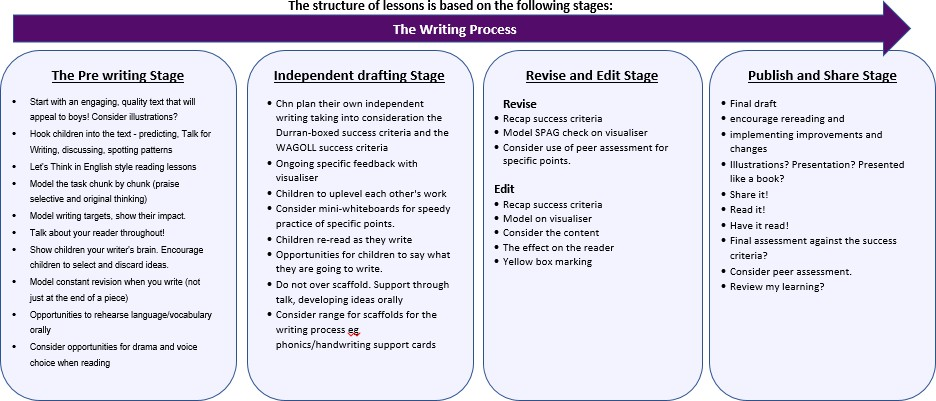 The structure of lessons is based on the following stages:
The Writing Process
The Pre writing Stage
• Start with an engaging, quality text that will
appeal to boys! Consider illustrations?
• Hook children into the text - predicting, Talk for
Writing, discussing, spotting patterns
• Let's Think in English style reading lessons
• Model the task chunk by chunk (praise
selective and original thinking)
• Model writing targets, show their impact.
• Talk about your reader throughout!
• Show children your writer's brain. Encourage
children to select and discard ideas.
• Model constant revision when you write (not
just at the end of a piece)
• Opportunities to rehearse language/vocabulary
orally
• Consider opportunities for drama and voice
choice when reading
Independent drafting Stage
• Chn plan their own independent
writing taking into consideration the
Durran-boxed success criteria and the
WAGOLL success criteria
• Ongoing specific feedback with
visualiser
• Children to uplevel each other's work
• Consider mini-whiteboards for speedy
practice of specific points.
• Children re-read as they write
• Opportunities for children to say what
they are going to write.
• Do not over scaffold. Support through
talk, developing ideas orally
• Consider range for scaffolds for the
writing process eg
phonics/handwriting support cards
Revise and Edit Stage
Revise
• Recap success criteria
• Model SPAG check on visualiser
• Consider use of peer assessment for
specific points.
Edit
• Recap success criteria
• Model on visualiser
• Consider the content
• The effect on the reader
• Yellow box marking
Publish and Share Stage
• Final draft
• encourage rereading and
• implementing improvements and
changes
• Illustrations? Presentation? Presented
like a book?
• Share it!
• Read it!
• Have it read!
• Final assessment against the success
criteria?
• Consider peer assessment.
• Review my learning?